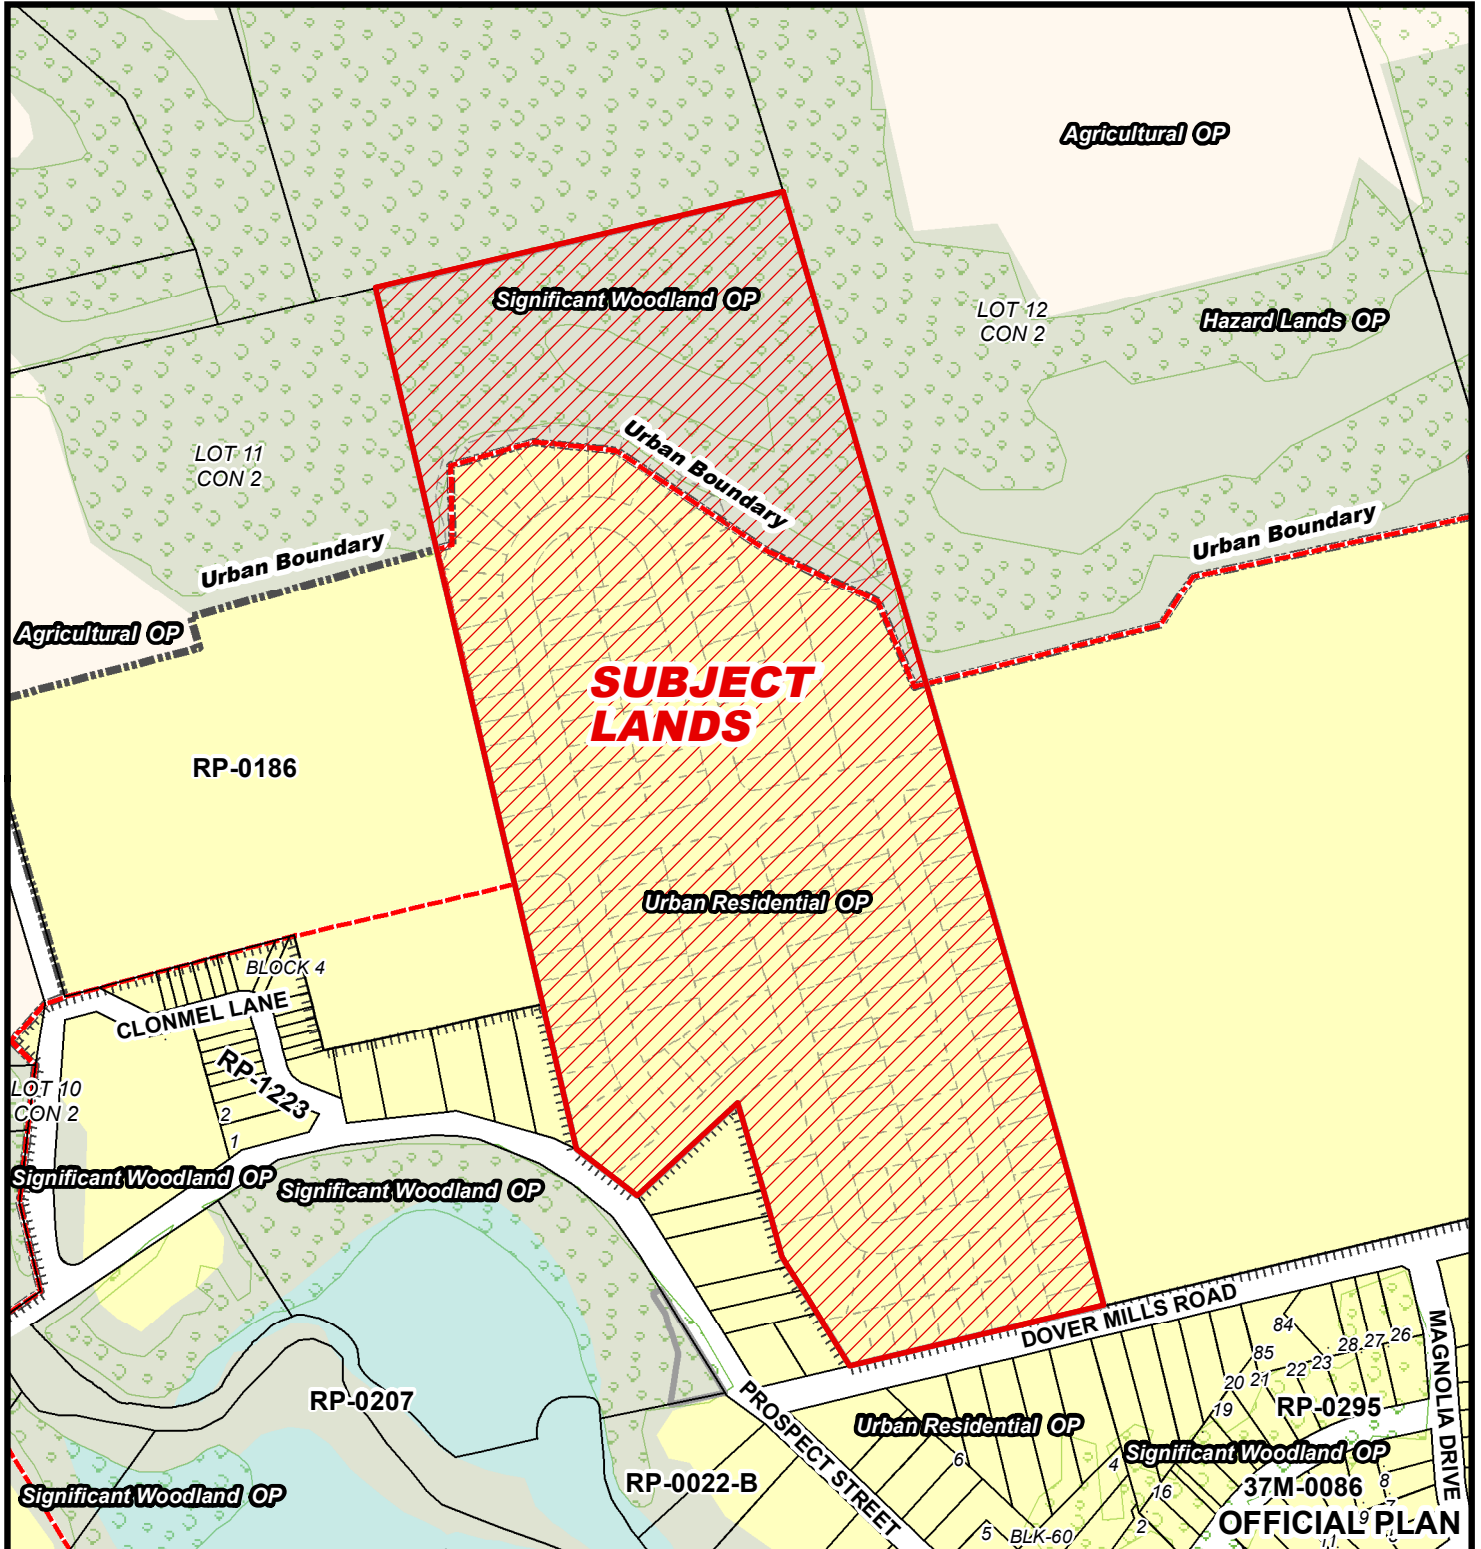 Agricultural OP
Significant Woodland OP
LOT 12
CON 2
Hazard Lands OP
LOT 11
CON 2
Urban Boundary
Urban Boundary
Urban Boundary
Agricultural OP
SUBJECT
LANDS
RP-0186
Urban Residential OP
BLOCK 4
CLONMEL LANE
RP-1223
LOT 10
CON 2
2
1
Significant Woodland OP
Significant Woodland OP
DOVER MILLS ROAD
MAGNOLIA DRIVE
84
85
28
27
26
22
23
20
21
19
RP-0295
RP-0207
PROSPECT STREET
Urban Residential OP
Significant Woodland OP
6
4
16
2
8
7
9
11
5
BLK-60
RP-0022-B
37M-0086
Significant Woodland OP
OFFICIAL PLAN